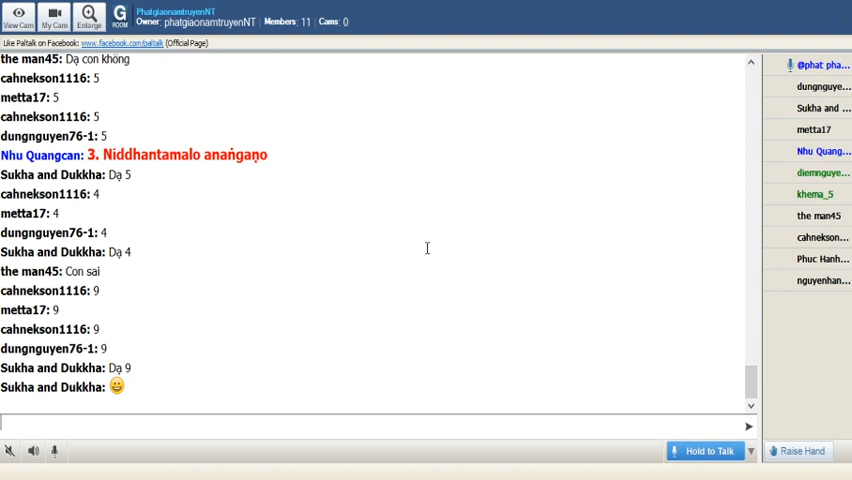 PhatgiaonamtruyenNT
Owner: phatgiaonamtruyenNT Members: 11 Cams: 0
View Cam
My Cam
Enlarge
G
ROOM
Like Paltalk on Facebook: www.facebook.com/paltalk (Official Page)
the man45: Dạ con không
cahnekson1116: 5
metta17: 5
cahnekson1116: 5
dungnguyen76-1: 5
Nhu Quangcan: 3. Niddhantamalo anaṅgaṇo
Sukha and Dukkha: Dạ 5
cahnekson1116: 4
metta17: 4
dungnguyen76-1: 4
Sukha and Dukkha: Dạ 4
the man45: Con sai
cahnekson1116: 9
metta17: 9
cahnekson1116: 9
dungnguyen76-1: 9
Sukha and Dukkha: Dạ 9
Sukha and Dukkha:
@phat pha...
dungnguye...
Sukha and ...
metta17
Nhu Quang...
diemnguye...
khema_5
the man45
cahnekson...
Phuc Hanh...
nguyenhan...
Hold to Talk
Raise Hand